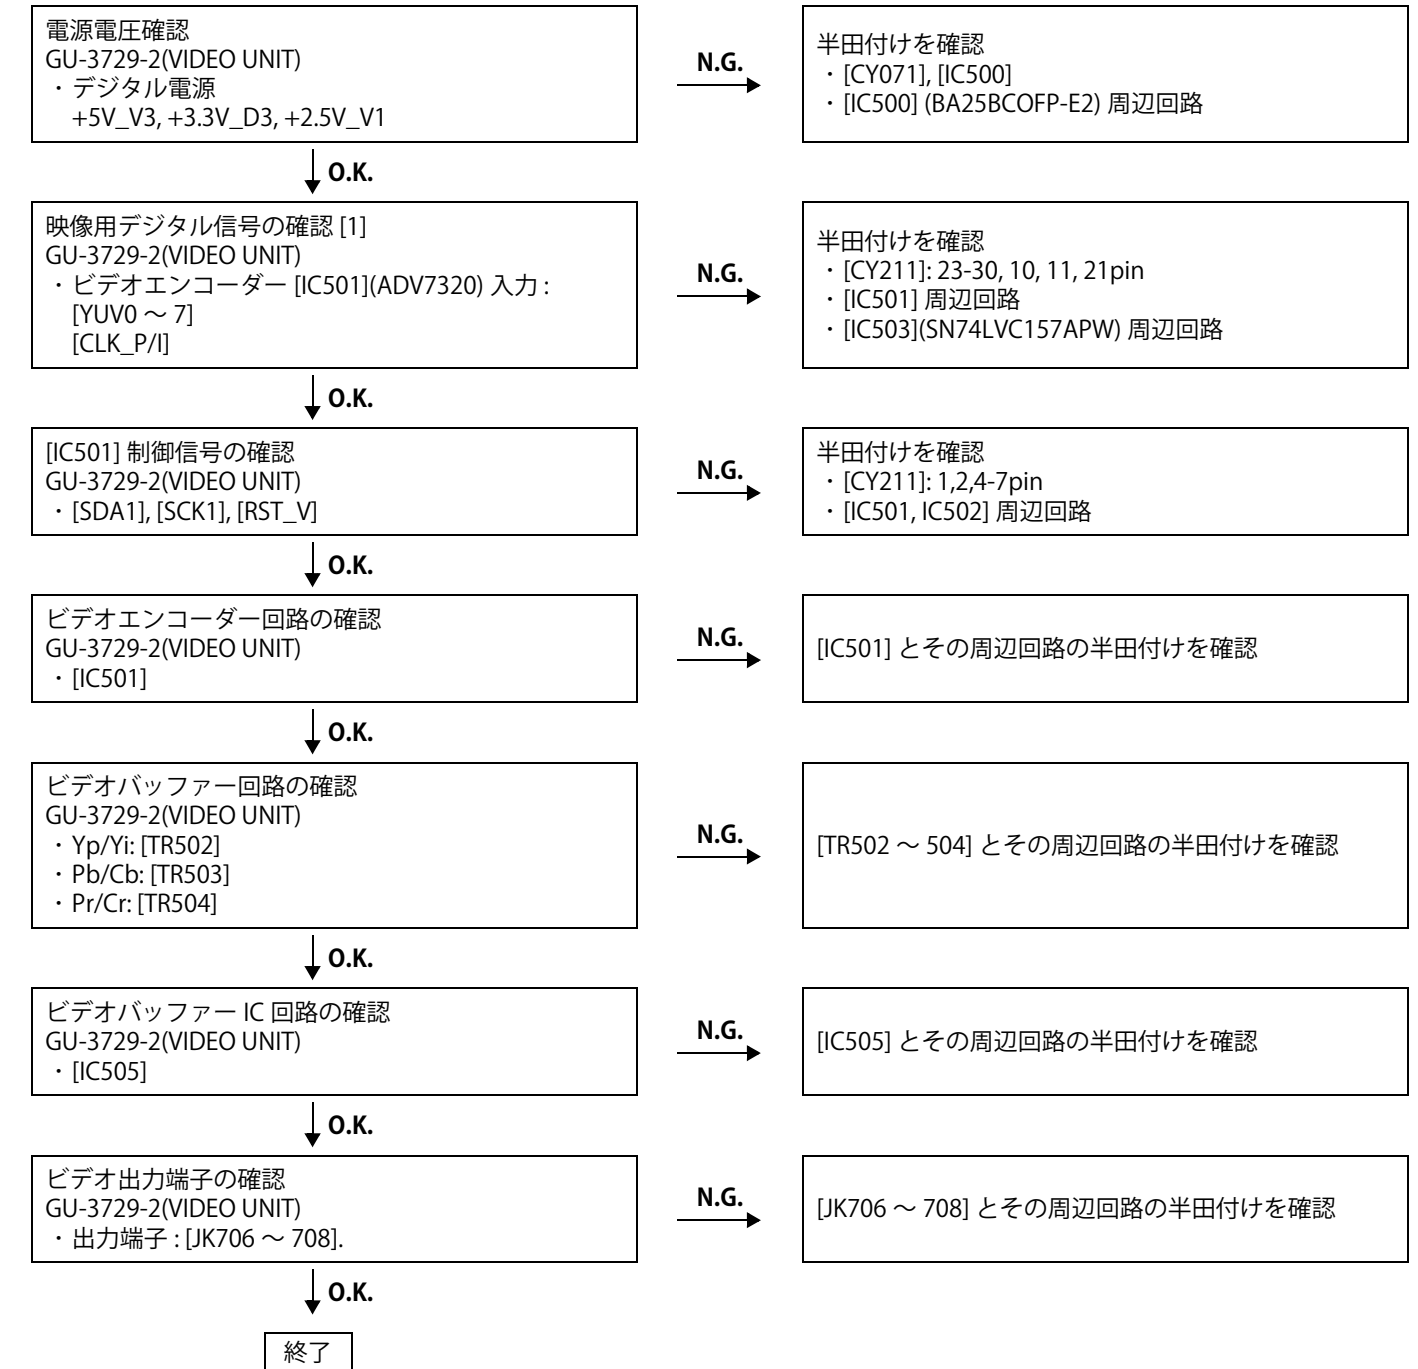 電源電圧確認
GU-3729-2(VIDEO UNIT)
・デジタル電源
+5V_V3, +3.3V_D3, +2.5V_V1
N.G.
半田付けを確認
・[CY071], [IC500]
・[IC500] (BA25BCOFP-E2) 周辺回路
O.K.
映像用デジタル信号の確認 [1]
GU-3729-2(VIDEO UNIT)
・ビデオエンコーダー [IC501](ADV7320) 入力 :
[YUV0 ～ 7]
[CLK_P/I]
N.G.
半田付けを確認
・[CY211]: 23-30, 10, 11, 21pin
・[IC501] 周辺回路
・[IC503](SN74LVC157APW) 周辺回路
O.K.
[IC501] 制御信号の確認
GU-3729-2(VIDEO UNIT)
・[SDA1], [SCK1], [RST_V]
N.G.
半田付けを確認
・[CY211]: 1,2,4-7pin
・[IC501, IC502] 周辺回路
O.K.
ビデオエンコーダー回路の確認
GU-3729-2(VIDEO UNIT)
・[IC501]
N.G.
[IC501] とその周辺回路の半田付けを確認
O.K.
ビデオバッファー回路の確認
GU-3729-2(VIDEO UNIT)
・Yp/Yi: [TR502]
・Pb/Cb: [TR503]
・Pr/Cr: [TR504]
N.G.
[TR502 ～ 504] とその周辺回路の半田付けを確認
O.K.
ビデオバッファー IC 回路の確認
GU-3729-2(VIDEO UNIT)
・[IC505]
N.G.
[IC505] とその周辺回路の半田付けを確認
O.K.
ビデオ出力端子の確認
GU-3729-2(VIDEO UNIT)
・出力端子 : [JK706 ～ 708].
N.G.
[JK706 ～ 708] とその周辺回路の半田付けを確認
O.K.
終了